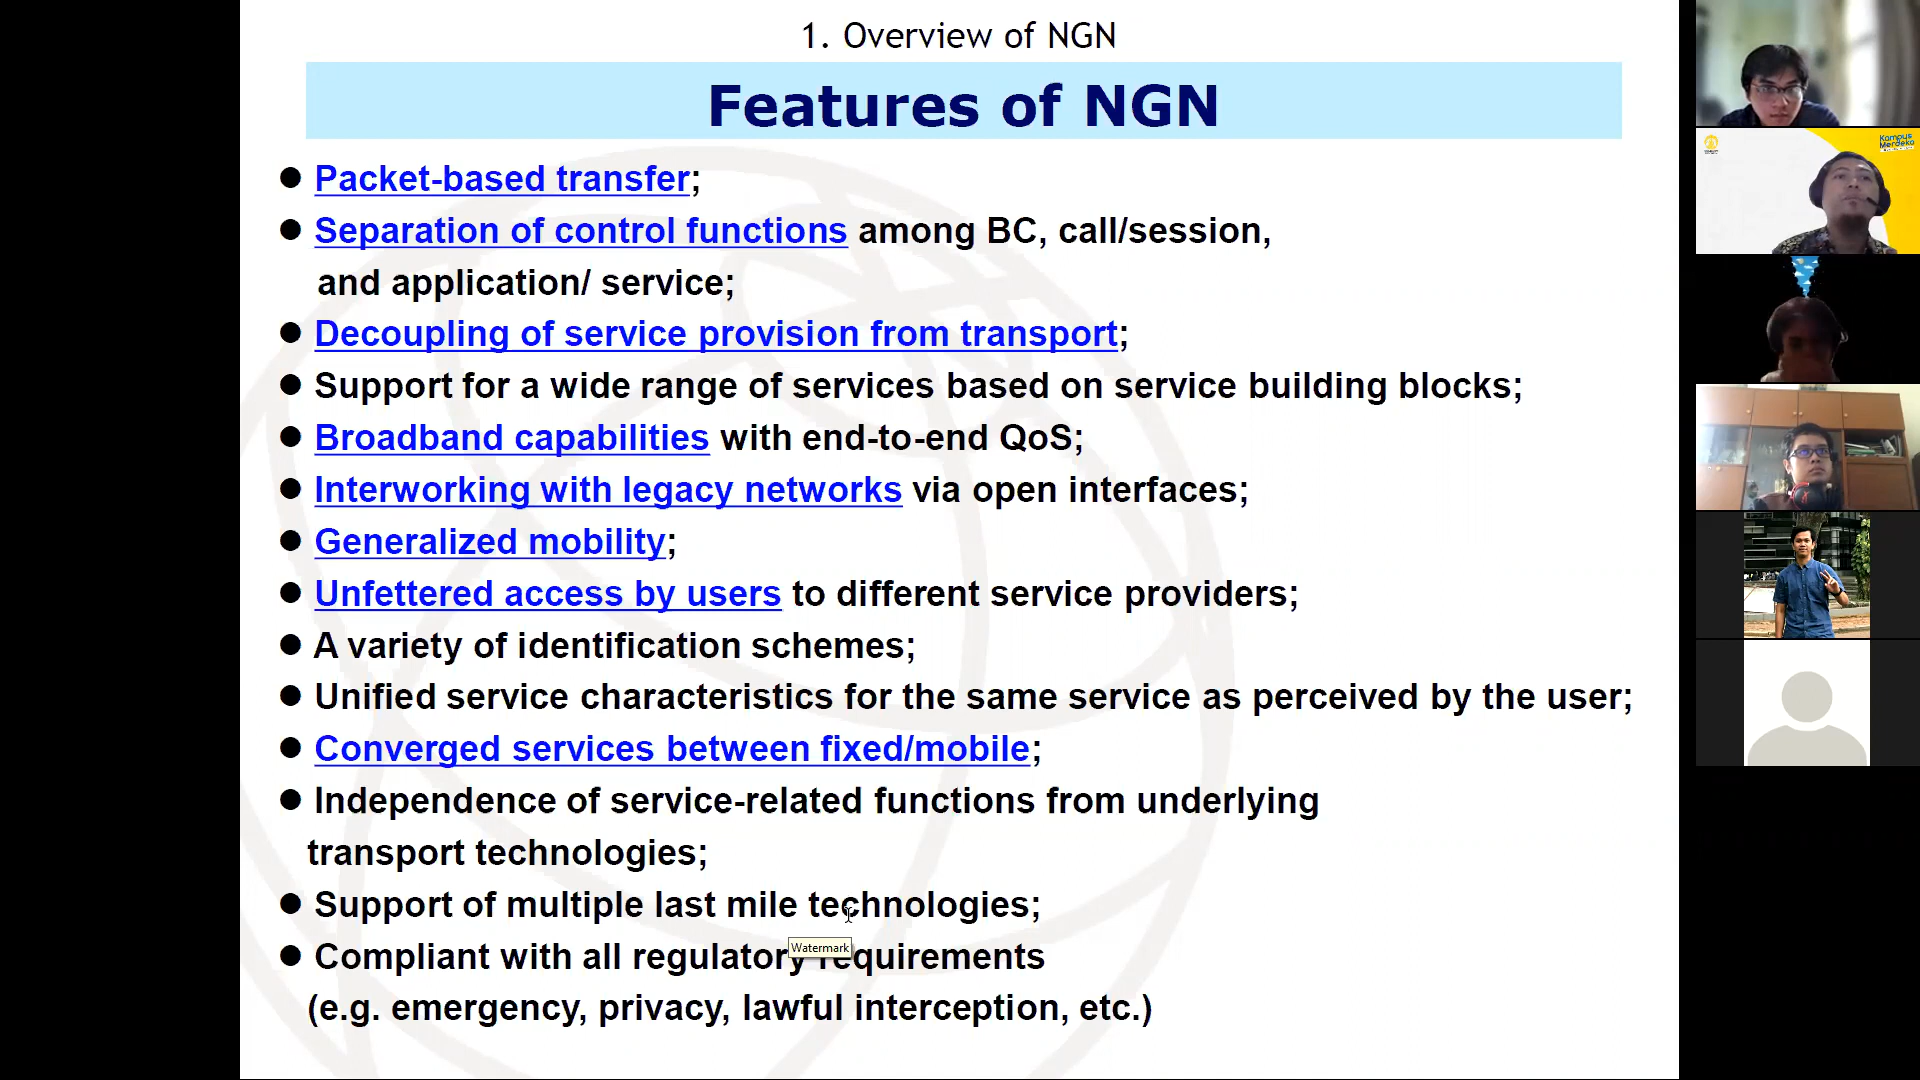 1. Overview of NGN
Features of NGN
● Packet-based transfer;
● Separation of control functions among BC, call/session,
and application/ service;
● Decoupling of service provision from transport;
● Support for a wide range of services based on service building blocks;
● Broadband capabilities with end-to-end QoS;
● Interworking with legacy networks via open interfaces;
● Generalized mobility;
● Unfettered access by users to different service providers;
● A variety of identification schemes;
● Unified service characteristics for the same service as perceived by the user;
● Converged services between fixed/mobile;
● Independence of service-related functions from underlying
transport technologies;
● Support of multiple last mile technologies;
Watermark
● Compliant with all regulatory requirements
(e.g. emergency, privacy, lawful interception, etc.)
Kampus
Merdeka